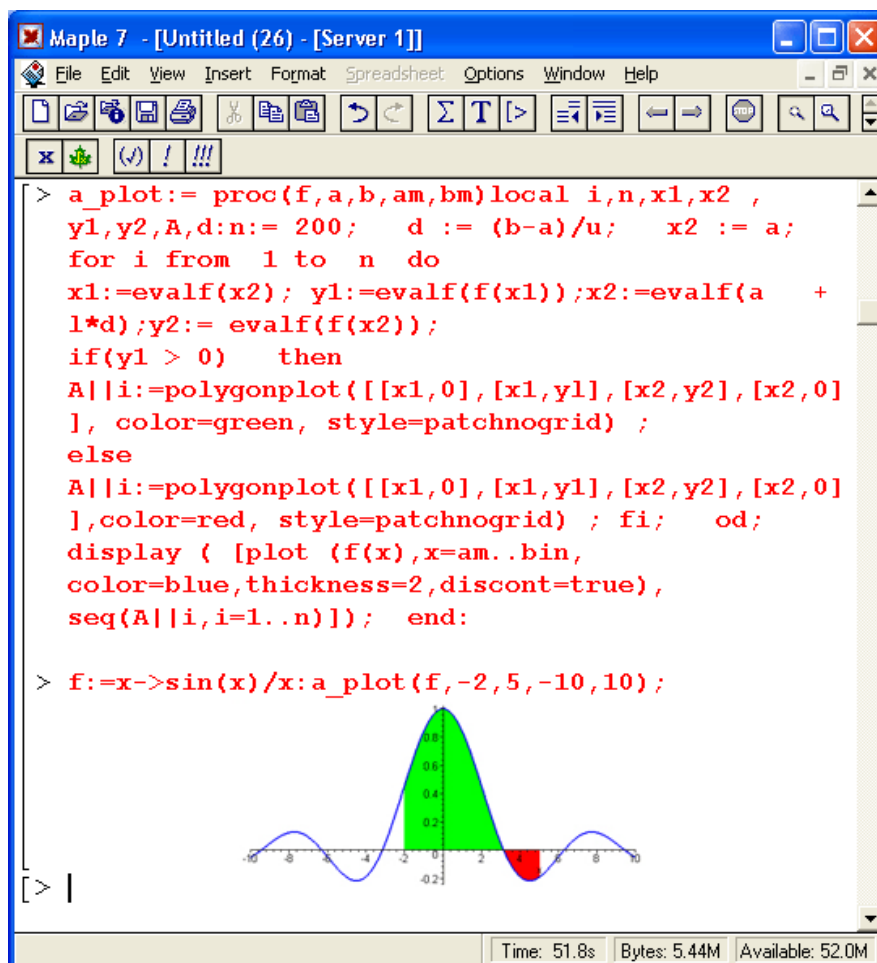 Maple 7 - [Untitled (26) - [Server 1]]
File Edit View Insert Format Spreadsheet Options Window Help
Σ T [>
STOP
x (√) ! !!!
[> a_plot:= proc(f,a,b,am,bm)local i,n,x1,x2 ,
y1,y2,A,d:n:= 200; d := (b-a)/u; x2 := a;
for i from 1 to n do
x1:=evalf(x2); y1:=evalf(f(x1));x2:=evalf(a +
l*d);y2:= evalf(f(x2));
if(y1 > 0) then
A||i:=polygonplot([[x1,0],[x1,yl],[x2,y2],[x2,0]
], color=green, style=patchnogrid) ;
else
A||i:=polygonplot([[x1,0],[x1,y1],[x2,y2],[x2,0]
],color=red, style=patchnogrid) ; fi; od;
display ( [plot (f(x),x=am..bin,
color=blue,thickness=2,discont=true),
seq(A||i,i=1..n)]); end:
> f:=x->sin(x)/x:a_plot(f,-2,5,-10,10);
1
0.8
0.6
0.4
0.2
-10 -8 -6 -4 -2 0 2 4 6 8 10
-0.2
[> |
Time: 51.8s Bytes: 5.44M Available: 52.0M